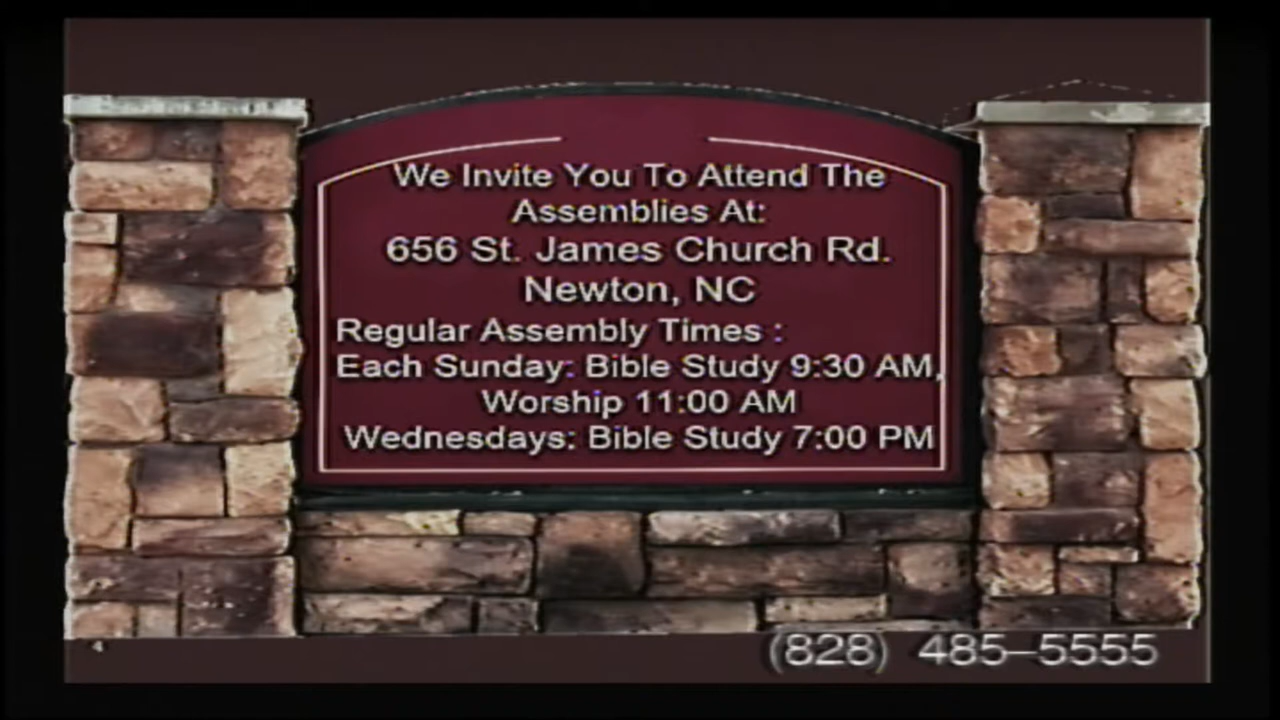 We Invite You To Attend The
Assemblies At:
656 St. James Church Rd.
Newton, NC
Regular Assembly Times :
Each Sunday: Bible Study 9:30 AM,
Worship 11:00 AM
Wednesdays: Bible Study 7:00 PM
4
(828) 485-5555